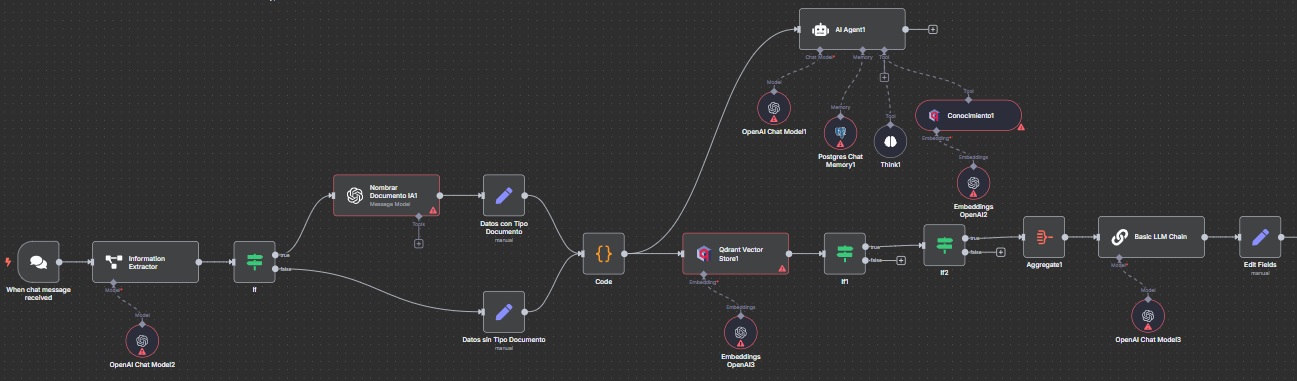 AI Agent1
Chat Model*
Memory
Tool
Model
Tool
OpenAI Chat Model1
Memory
Conocimiento1
Embedding*
Tool
Postgres Chat
Memory1
Think1
Embeddings
Embeddings
OpenAI2
Nombrar
Documento IA1
Message Model
Tools
Datos con Tipo
Documento
manual
When chat message
received
Information
Extractor
Model*
If
true
false
Code
Qdrant Vector
Store1
Embedding*
If1
true
false
If2
true
false
Aggregate1
Basic LLM Chain
Model*
Edit Fields
manual
Model
OpenAI Chat Model2
Datos sin Tipo Documento
manual
Embeddings
Embeddings
OpenAI3
Model
OpenAI Chat Model3